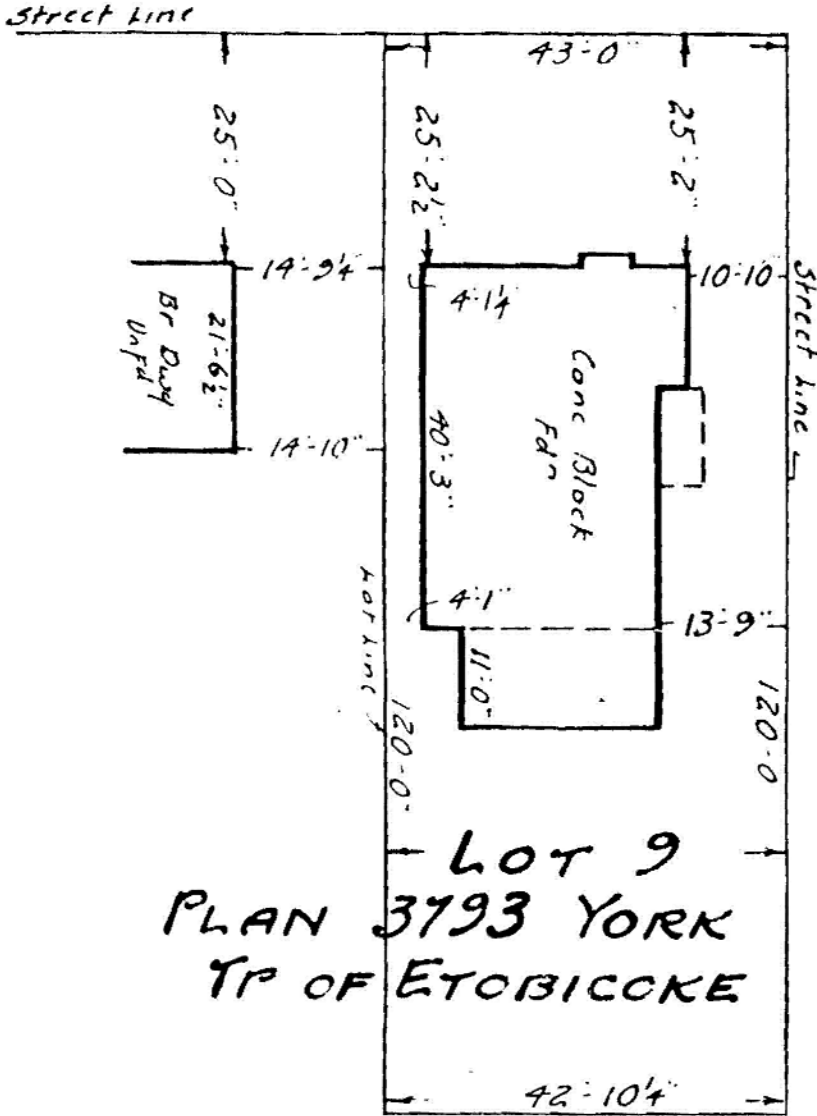 Street Line
43'-0"
25'-0"
25'-2½"
25'-2"
14'-9¼"
4'-1¼"
10'-10"
Street Line
21'-6½"
Br Dwg
Unfd
Conc Block
Fdn
14'-10"
40'-3"
4'-1"
13'-9"
Lot Line
11'-0"
120'-0"
120'-0
LOT 9
PLAN 3793 YORK
TP OF ETOBICOKE
42'-10¼"